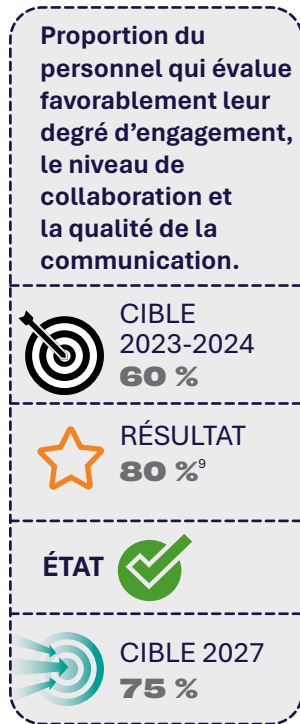 Proportion du
personnel qui évalue
favorablement leur
degré d’engagement,
le niveau de
collaboration et
la qualité de la
communication.
CIBLE
2023-2024
60 %
RÉSULTAT
80 %⁹
ÉTAT
CIBLE 2027
75 %